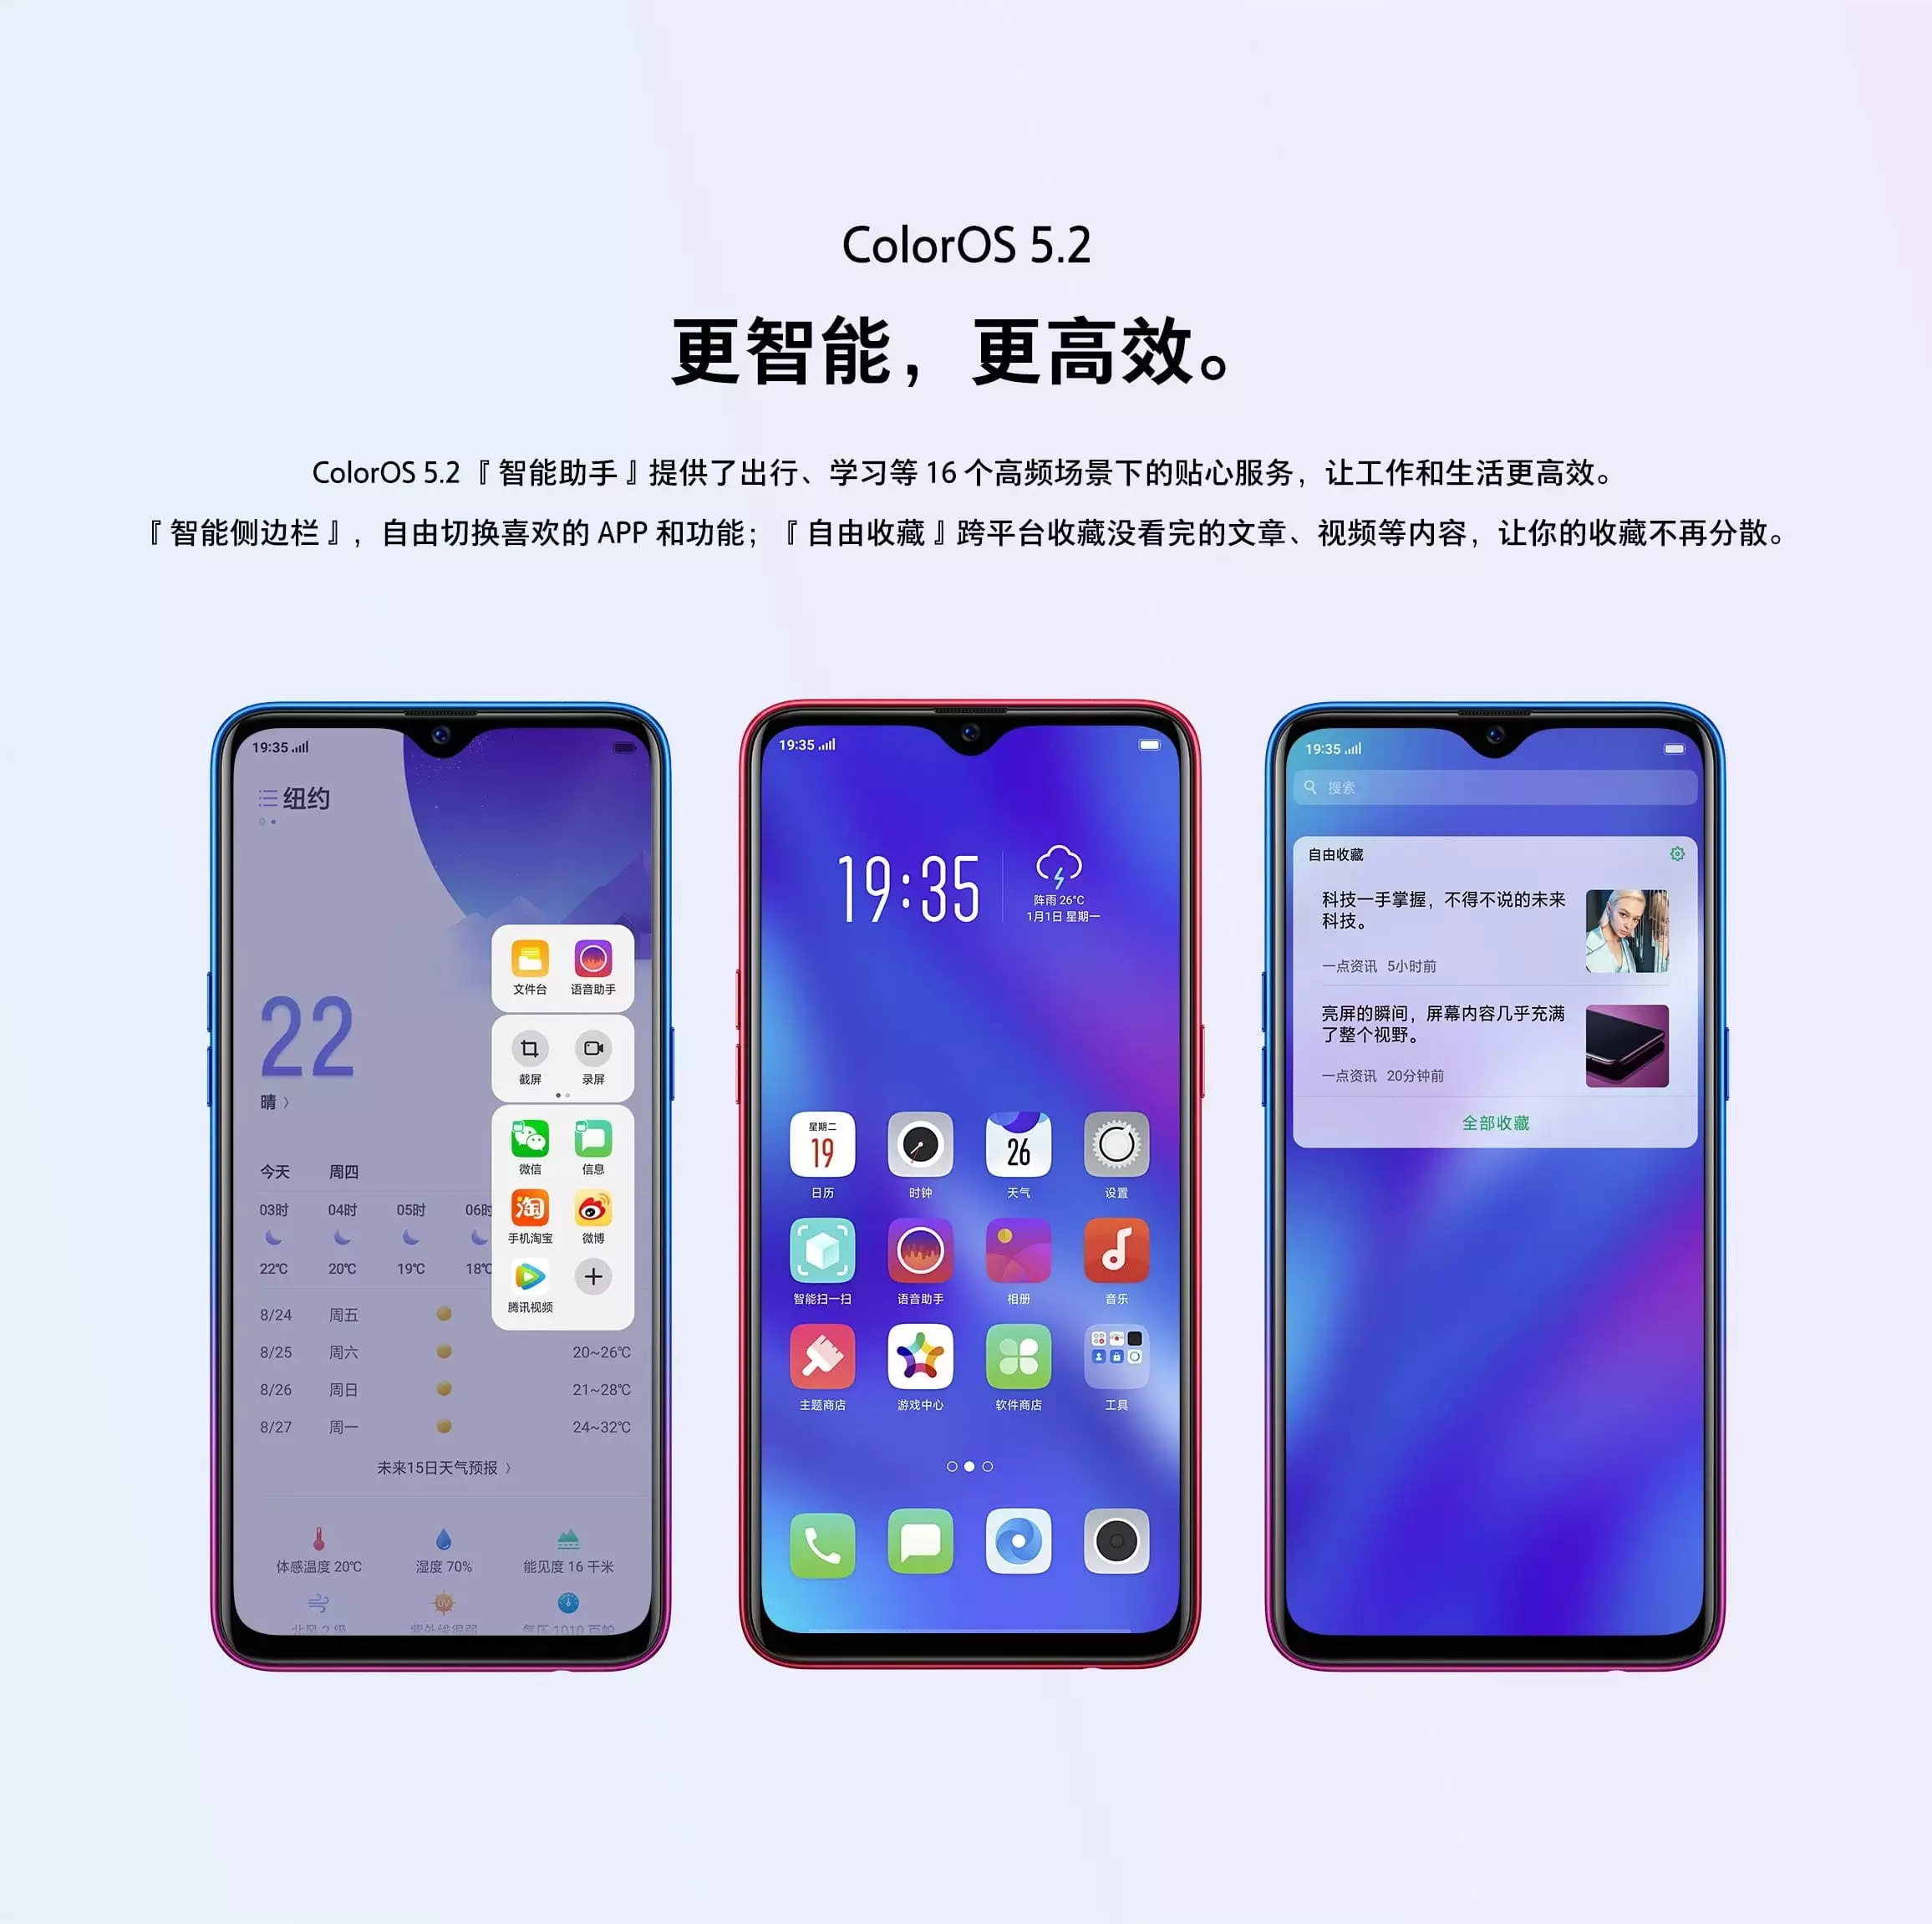 ColorOS 5.2
更智能，更高效。
ColorOS 5.2『智能助手』提供了出行、学习等 16 个高频场景下的贴心服务，让工作和生活更高效。
『智能侧边栏』，自由切换喜欢的 APP 和功能；『自由收藏』跨平台收藏没看完的文章、视频等内容，让你的收藏不再分散。
19:35
纽约
文件台 语音助手
22
截屏 录屏
晴 〉
微信 信息
今天 周四
03时 04时 05时 06时
手机淘宝 微博
22℃ 20℃ 19℃ 18℃
腾讯视频
8/24 周五
8/25 周六 20~26℃
8/26 周日 21~28℃
8/27 周一 24~32℃
未来15日天气预报 〉
体感温度 20℃ 湿度 70% 能见度 16 千米
北风 2 级 紫外线很弱 气压 1010 百帕
19:35
19:35
阵雨 26°C
1月1日 星期一
星期二
19 26
日历 时钟 天气 设置
智能扫一扫 语音助手 相册 音乐
主题商店 游戏中心 软件商店 工具
19:35
搜索
自由收藏
科技一手掌握，不得不说的未来
科技。
一点资讯 5小时前
亮屏的瞬间，屏幕内容几乎充满
了整个视野。
一点资讯 20分钟前
全部收藏